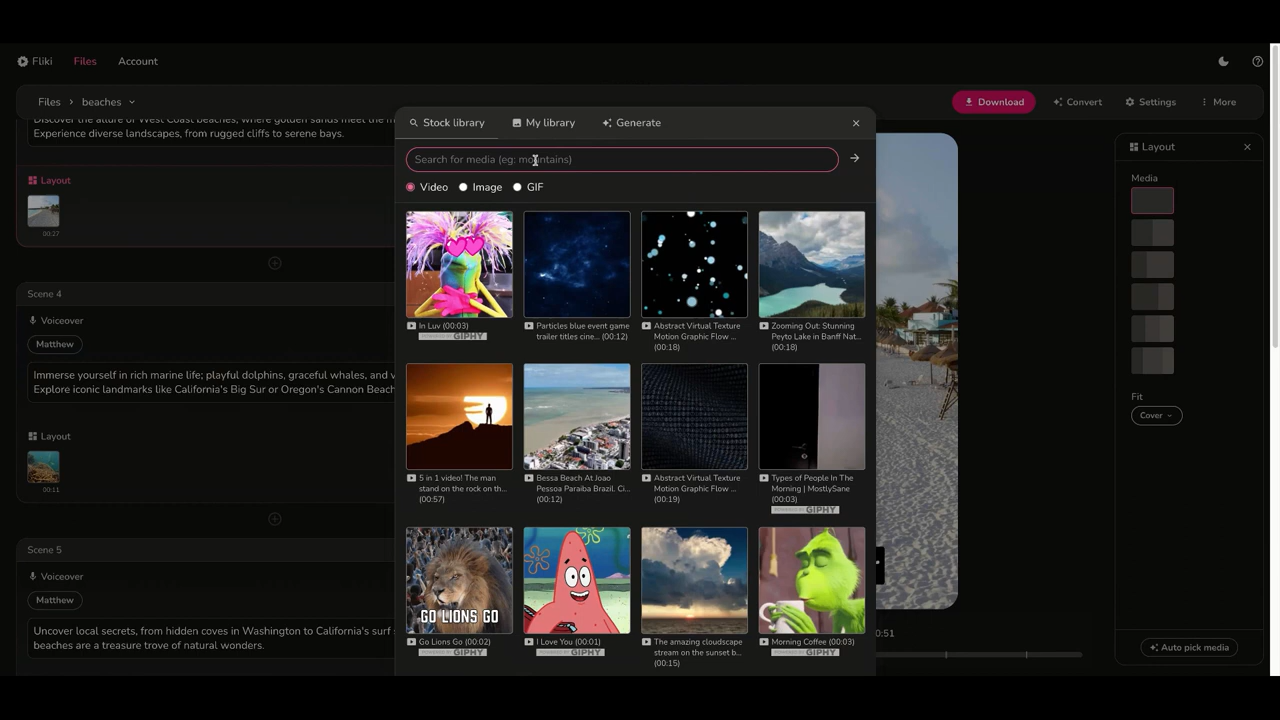 Fliki
Files
Account
Files
beaches
Download
Convert
Settings
More
Discover the allure of West Coast beaches, where golden sands meet the m
Experience diverse landscapes, from rugged cliffs to serene bays.
Layout
00:27
Scene 4
Voiceover
Matthew
Immerse yourself in rich marine life; playful dolphins, graceful whales, and v
Explore iconic landmarks like California's Big Sur or Oregon's Cannon Beach
Layout
00:11
Scene 5
Voiceover
Matthew
Uncover local secrets, from hidden coves in Washington to California's surf
beaches are a treasure trove of natural wonders.
Stock library
My library
Generate
Search for media (eg: mountains)
Video
Image
GIF
In Luv (00:03)
POWERED BY GIPHY
Particles blue event game
trailer titles cine... (00:12)
Abstract Virtual Texture
Motion Graphic Flow ...
(00:18)
Zooming Out: Stunning
Peyto Lake in Banff Nat...
(00:18)
5 in 1 video! The man
stand on the rock on th...
(00:57)
Bessa Beach At Joao
Pessoa Paraiba Brazil. Ci...
(00:12)
Abstract Virtual Texture
Motion Graphic Flow ...
(00:19)
Types of People In The
Morning | MostlySane
(00:03)
POWERED BY GIPHY
GO LIONS GO
Go Lions Go (00:02)
POWERED BY GIPHY
I Love You (00:01)
POWERED BY GIPHY
The amazing cloudscape
stream on the sunset b...
(00:15)
Morning Coffee (00:03)
POWERED BY GIPHY
:51
Layout
Media
Fit
Cover
Auto pick media